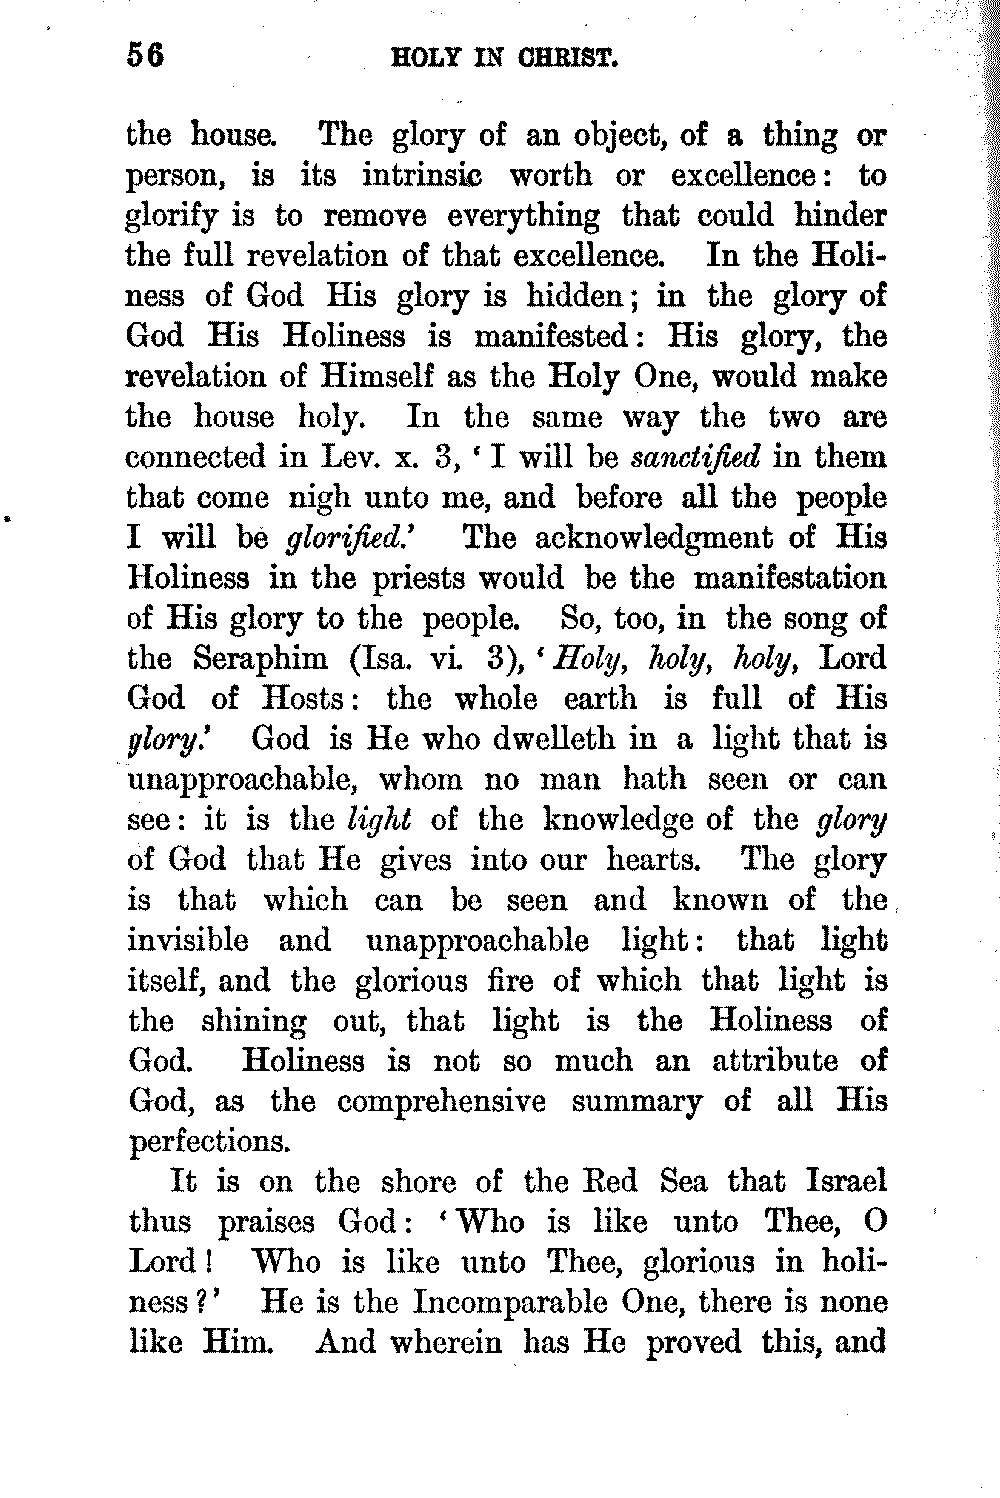 56 HOLY IN CHRIST.
the house. The glory of an object, of a thing or
person, is its intrinsic worth or excellence: to
glorify is to remove everything that could hinder
the full revelation of that excellence. In the Holi-
ness of God His glory is hidden; in the glory of
God His Holiness is manifested: His glory, the
revelation of Himself as the Holy One, would make
the house holy. In the same way the two are
connected in Lev. x. 3, ‘I will be sanctified in them
that come nigh unto me, and before all the people
I will be glorified.’ The acknowledgment of His
Holiness in the priests would be the manifestation
of His glory to the people. So, too, in the song of
the Seraphim (Isa. vi. 3), ‘Holy, holy, holy, Lord
God of Hosts: the whole earth is full of His
glory.’ God is He who dwelleth in a light that is
unapproachable, whom no man hath seen or can
see: it is the light of the knowledge of the glory
of God that He gives into our hearts. The glory
is that which can be seen and known of the
invisible and unapproachable light: that light
itself, and the glorious fire of which that light is
the shining out, that light is the Holiness of
God. Holiness is not so much an attribute of
God, as the comprehensive summary of all His
perfections.
It is on the shore of the Red Sea that Israel
thus praises God: ‘Who is like unto Thee, O
Lord! Who is like unto Thee, glorious in holi-
ness?’ He is the Incomparable One, there is none
like Him. And wherein has He proved this, and